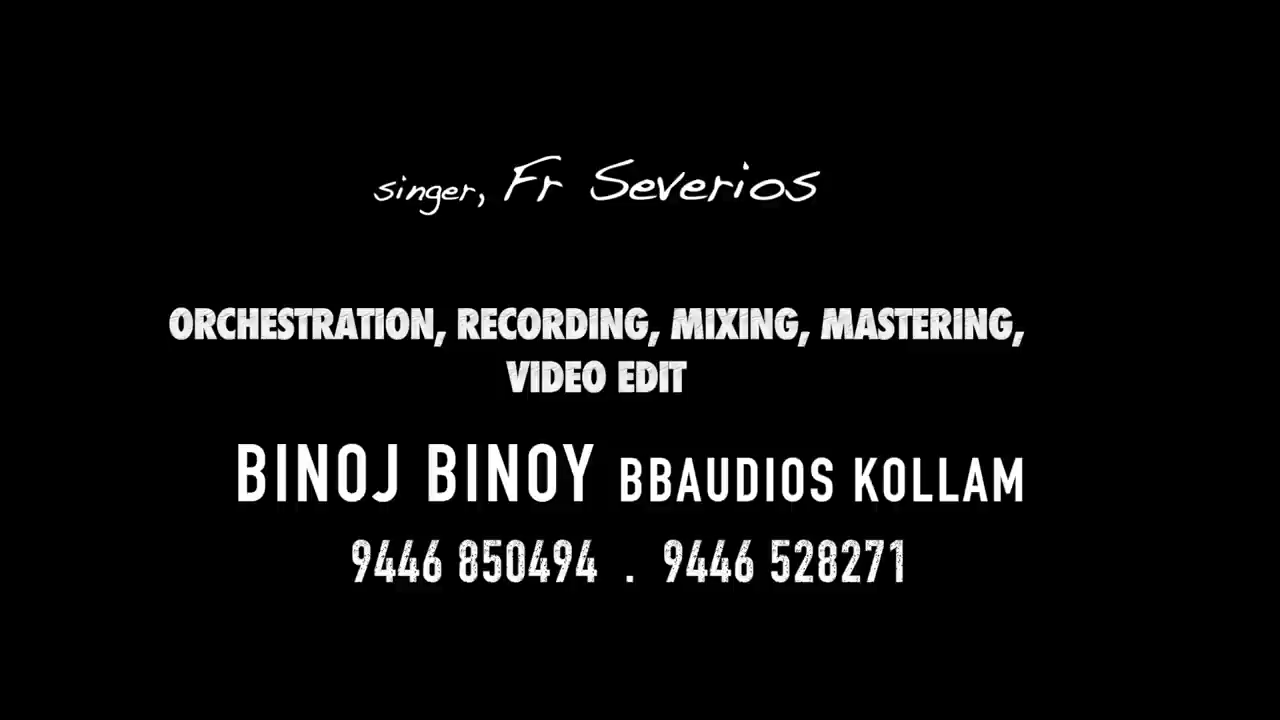 singer, Fr Severios
ORCHESTRATION, RECORDING, MIXING, MASTERING,
VIDEO EDIT
BINOJ BINOY BBAUDIOS KOLLAM
9446 850494 . 9446 528271